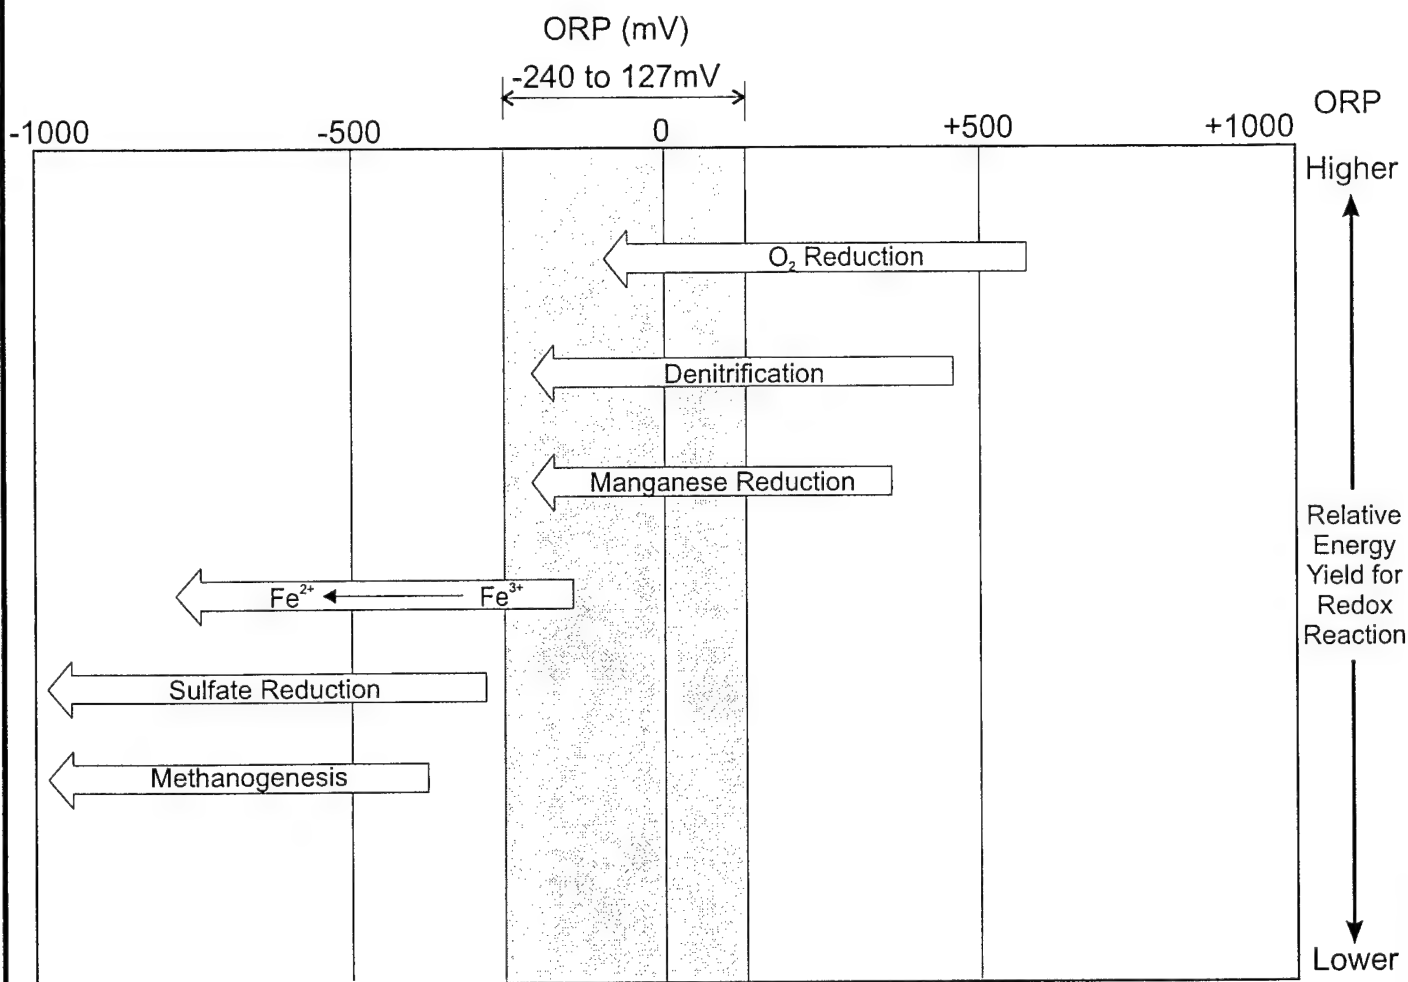 ORP (mV)
-240 to 127mV
ORP
-1000 -500 0 +500 +1000
Higher
O₂ Reduction
Denitrification
Manganese Reduction
Relative
Energy
Yield for
Redox
Reaction
Fe²⁺ Fe³⁺
Sulfate Reduction
Methanogenesis
Lower